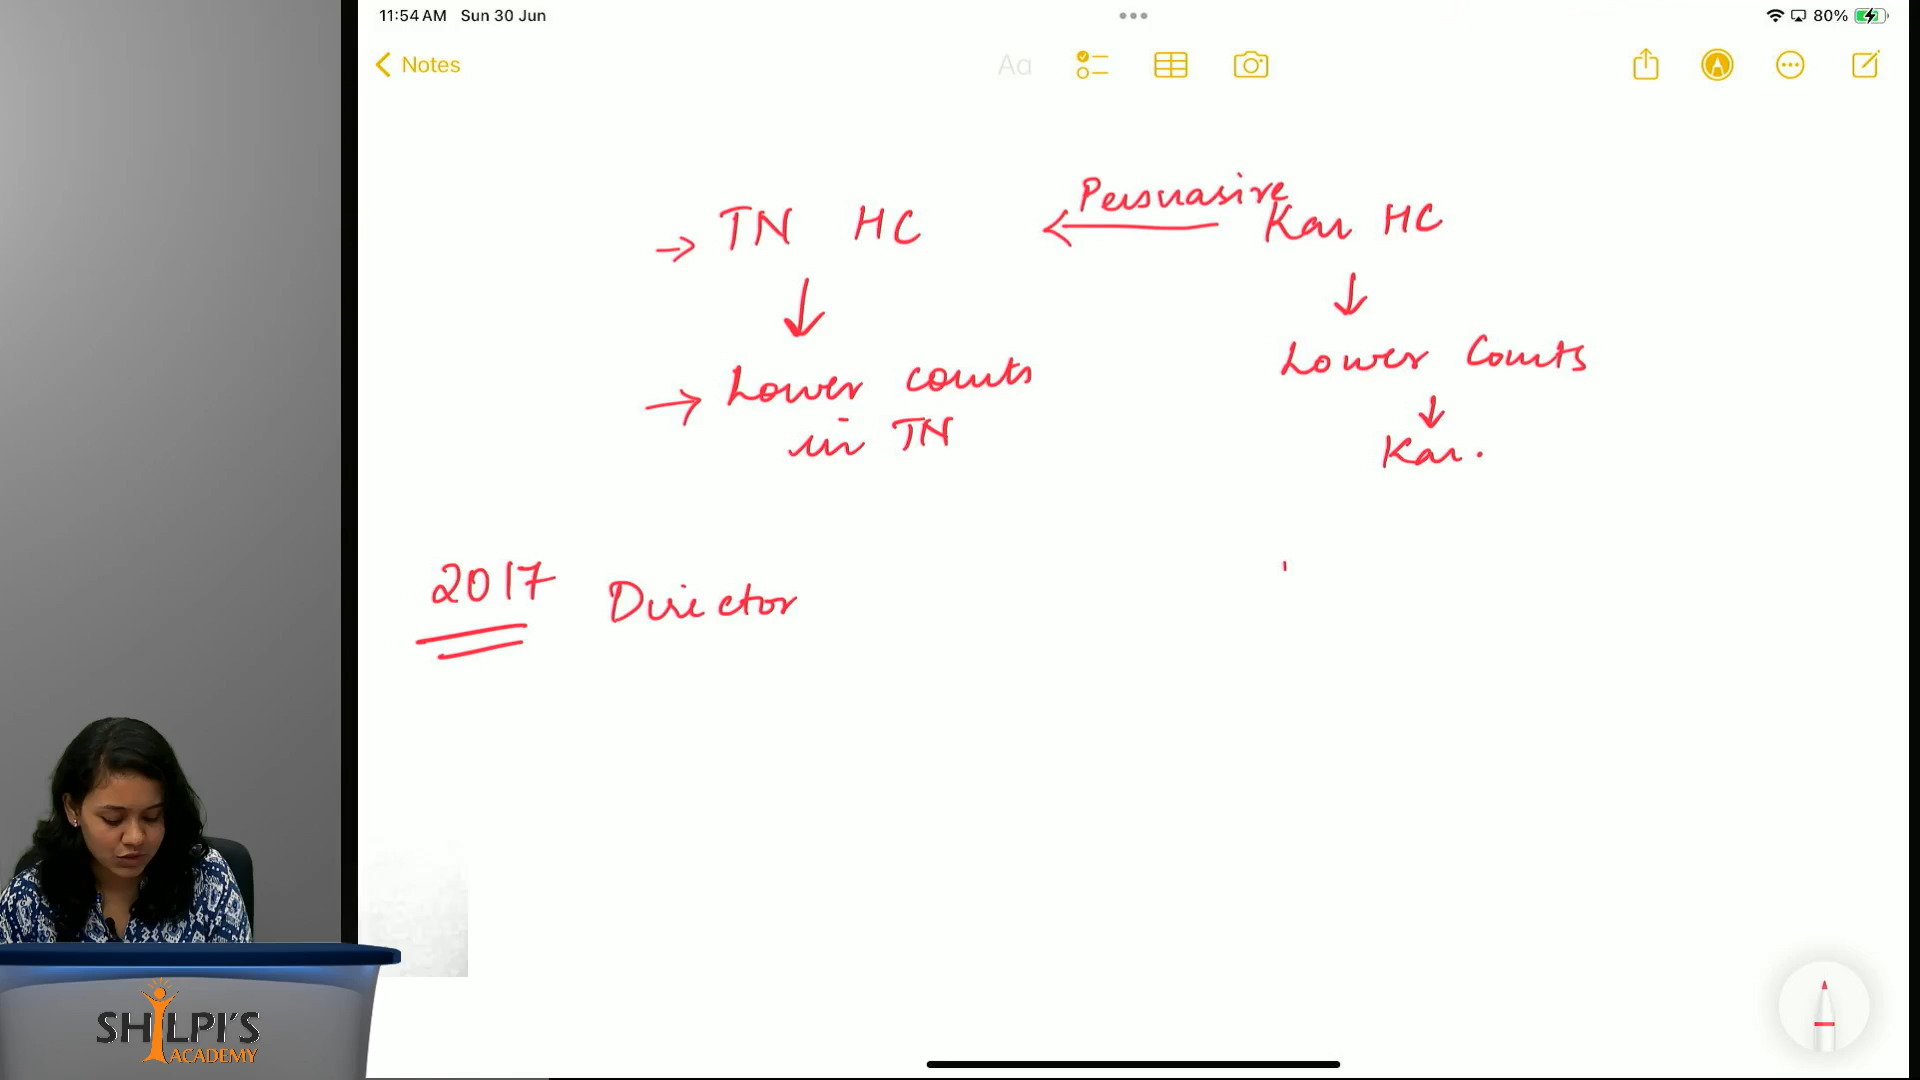 11:54 AM Sun 30 Jun
80%
Notes
Aa
Persuasive
TN HC
Kar HC
Lower courts
in TN
Lower Courts
Kar.
2017 Director
SHILPI'S
ACADEMY